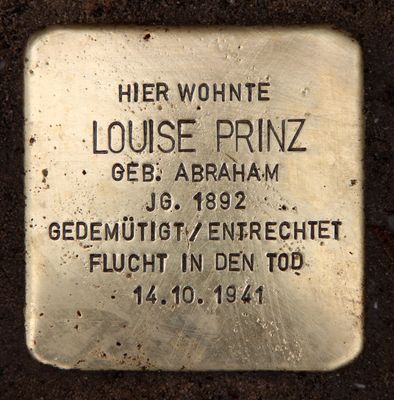 HIER WOHNTE
LOUISE PRINZ
GEB. ABRAHAM
JG. 1892
GEDEMÜTIGT/ENTRECHTET
FLUCHT IN DEN TOD
14.10.1941